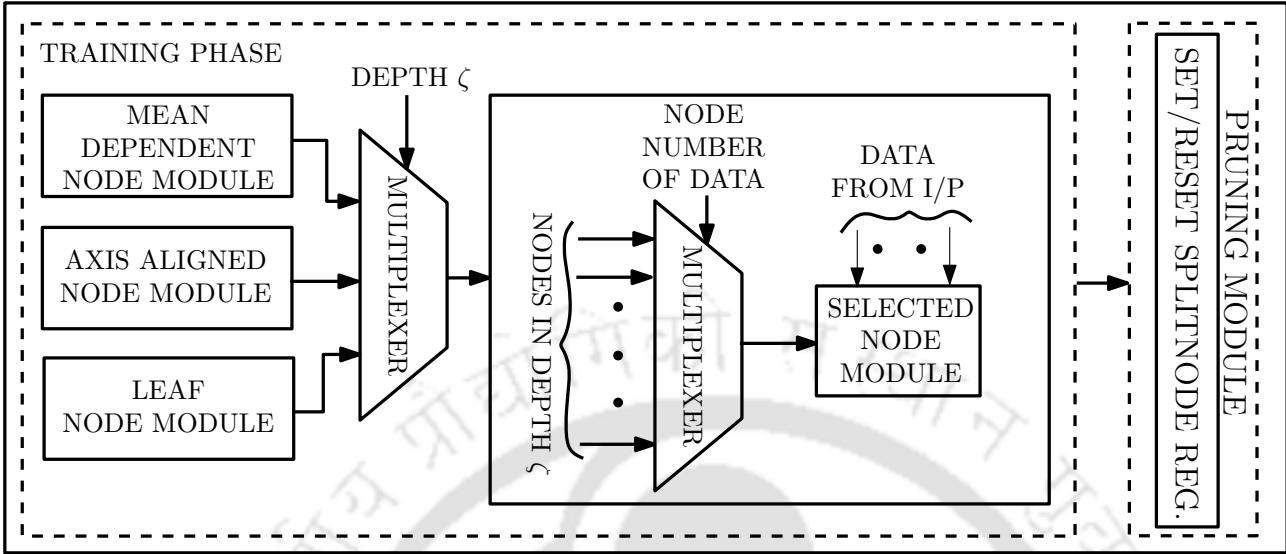 TRAINING PHASE
MEAN
DEPENDENT
NODE MODULE
AXIS ALIGNED
NODE MODULE
LEAF
NODE MODULE
DEPTH ζ
MULTIPLEXER
NODES IN DEPTH ζ
NODE
NUMBER
OF DATA
MULTIPLEXER
DATA
FROM I/P
SELECTED
NODE
MODULE
SET/RESET SPLITNODE REG.
PRUNING MODULE